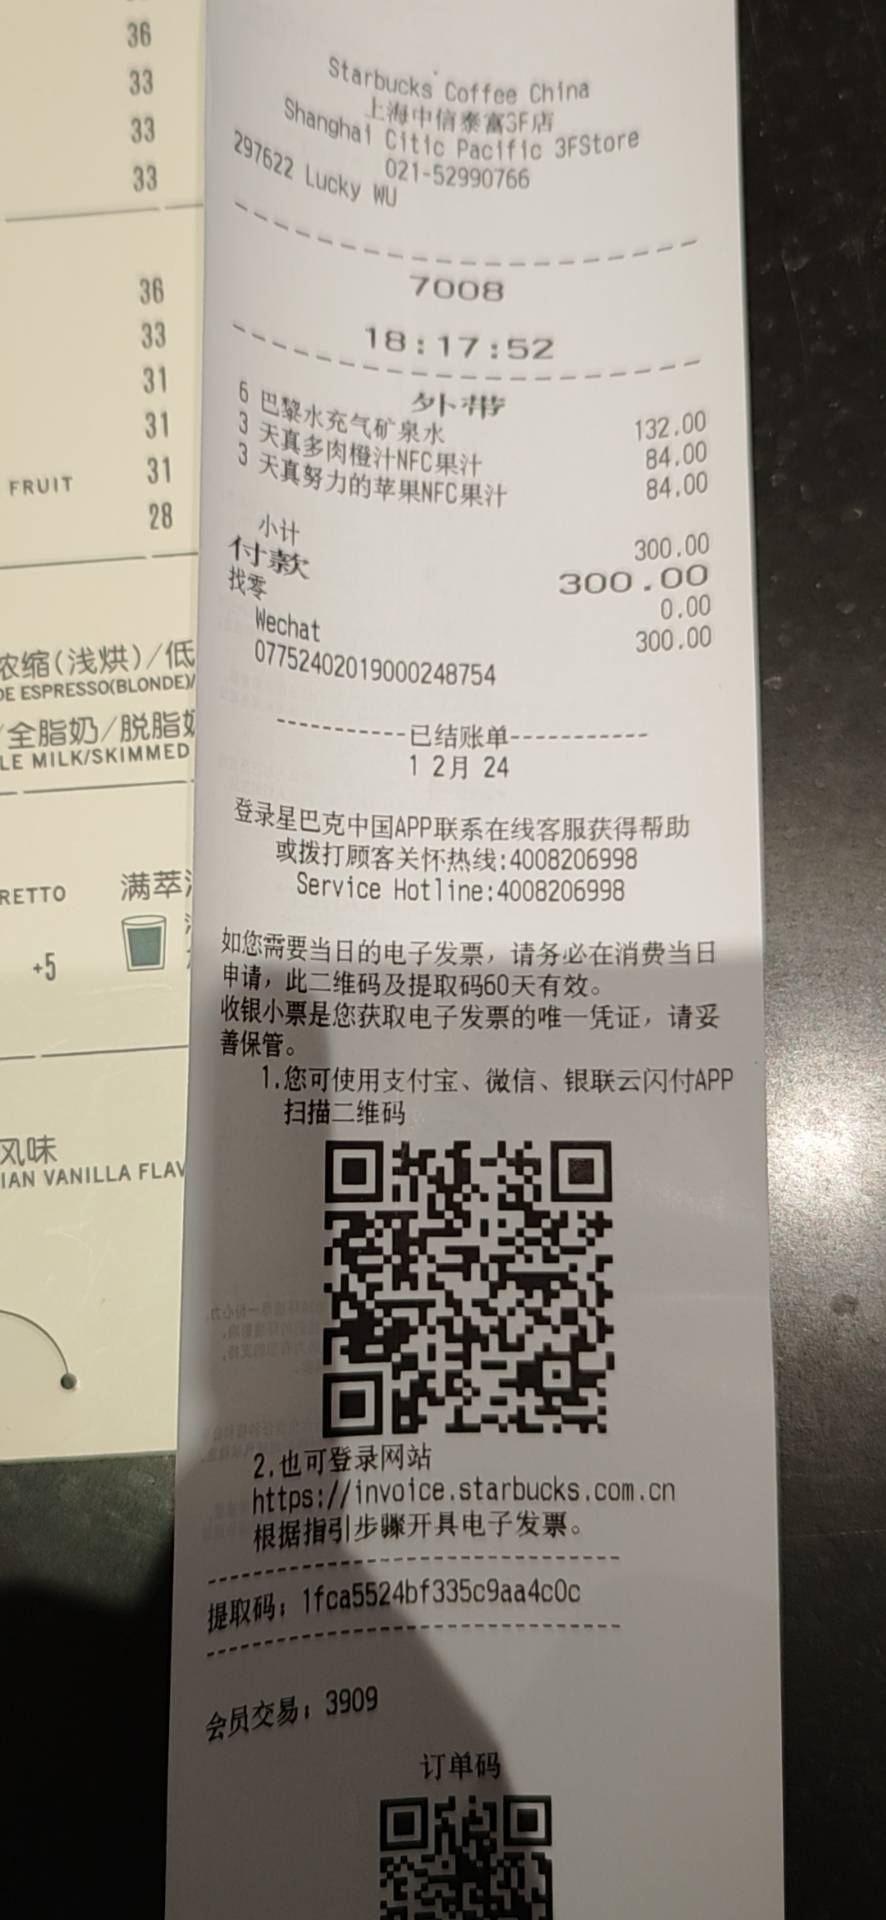 36
33
33
33
36
33
31
31
FRUIT 31
28
浓缩(浅烘)/低
DE ESPRESSO(BLONDE)/
/全脂奶/脱脂奶
LE MILK/SKIMMED
RETTO 满萃
+5
风味
IAN VANILLA FLAV
Starbucks Coffee China
上海中信泰富3F店
Shanghai Citic Pacific 3FStore
021-52990766
297622 Lucky WU
7008
18:17:52
外带
6 巴黎水充气矿泉水 132.00
3 天真多肉橙汁NFC果汁 84.00
3 天真努力的苹果NFC果汁 84.00
小计 300.00
付款 300.00
找零 0.00
Wechat 300.00
07752402019000248754
-----------已结账单-----------
1 2月 24
登录星巴克中国APP联系在线客服获得帮助
或拨打顾客关怀热线:4008206998
Service Hotline:4008206998
如您需要当日的电子发票，请务必在消费当日
申请，此二维码及提取码60天有效。
收银小票是您获取电子发票的唯一凭证，请妥
善保管。
1.您可使用支付宝、微信、银联云闪付APP
扫描二维码
2.也可登录网站
https://invoice.starbucks.com.cn
根据指引步骤开具电子发票。
提取码：1fca5524bf335c9aa4c0c
会员交易：3909
订单码